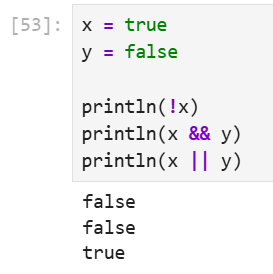 [53]: x = true
y = false

println(!x)
println(x && y)
println(x || y)
false
false
true